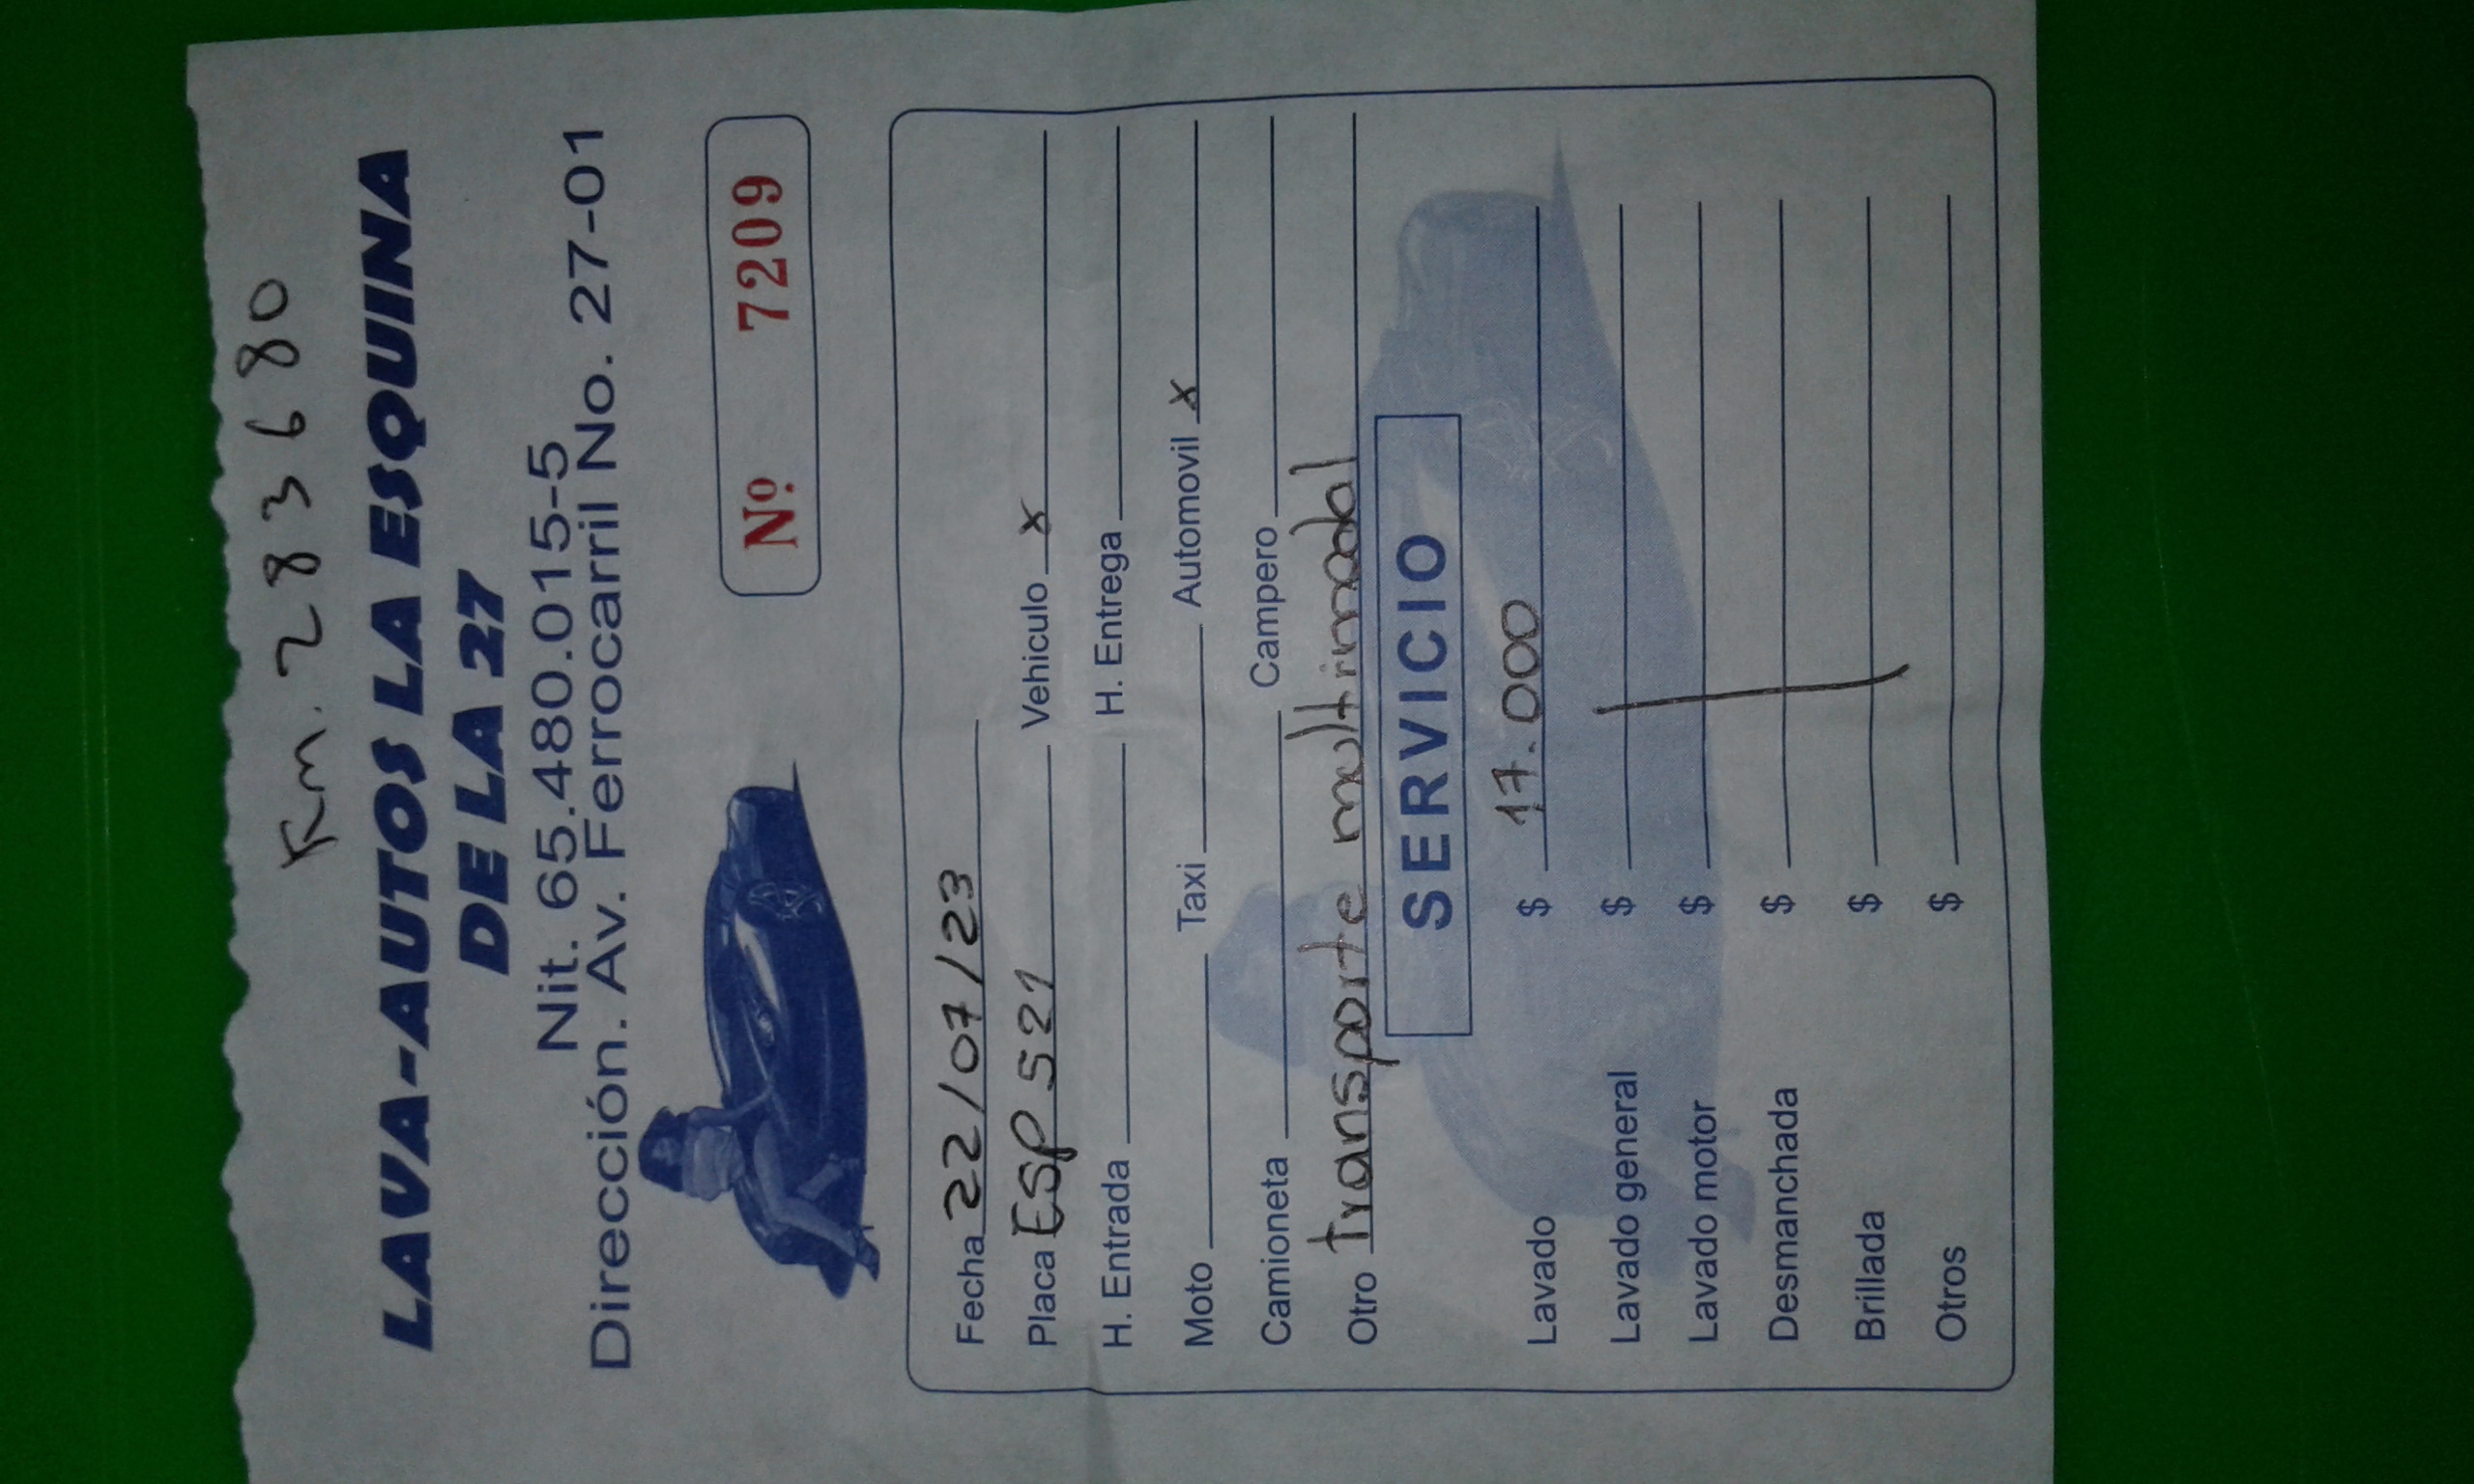 Km. 283680
LAVA-AUTOS LA ESQUINA
DE LA 27
Nit. 65.480.015-5
Dirección. Av. Ferrocarril No. 27-01
Nº 7209
Fecha 22/07/23
Placa ESP 521 Vehiculo x
H. Entrada H. Entrega
Moto Taxi Automovil x
Camioneta Campero
Otro Transporte multrimodal
SERVICIO
Lavado $ 17.000
Lavado general $
Lavado motor $
Desmanchada $
Brillada $
Otros $